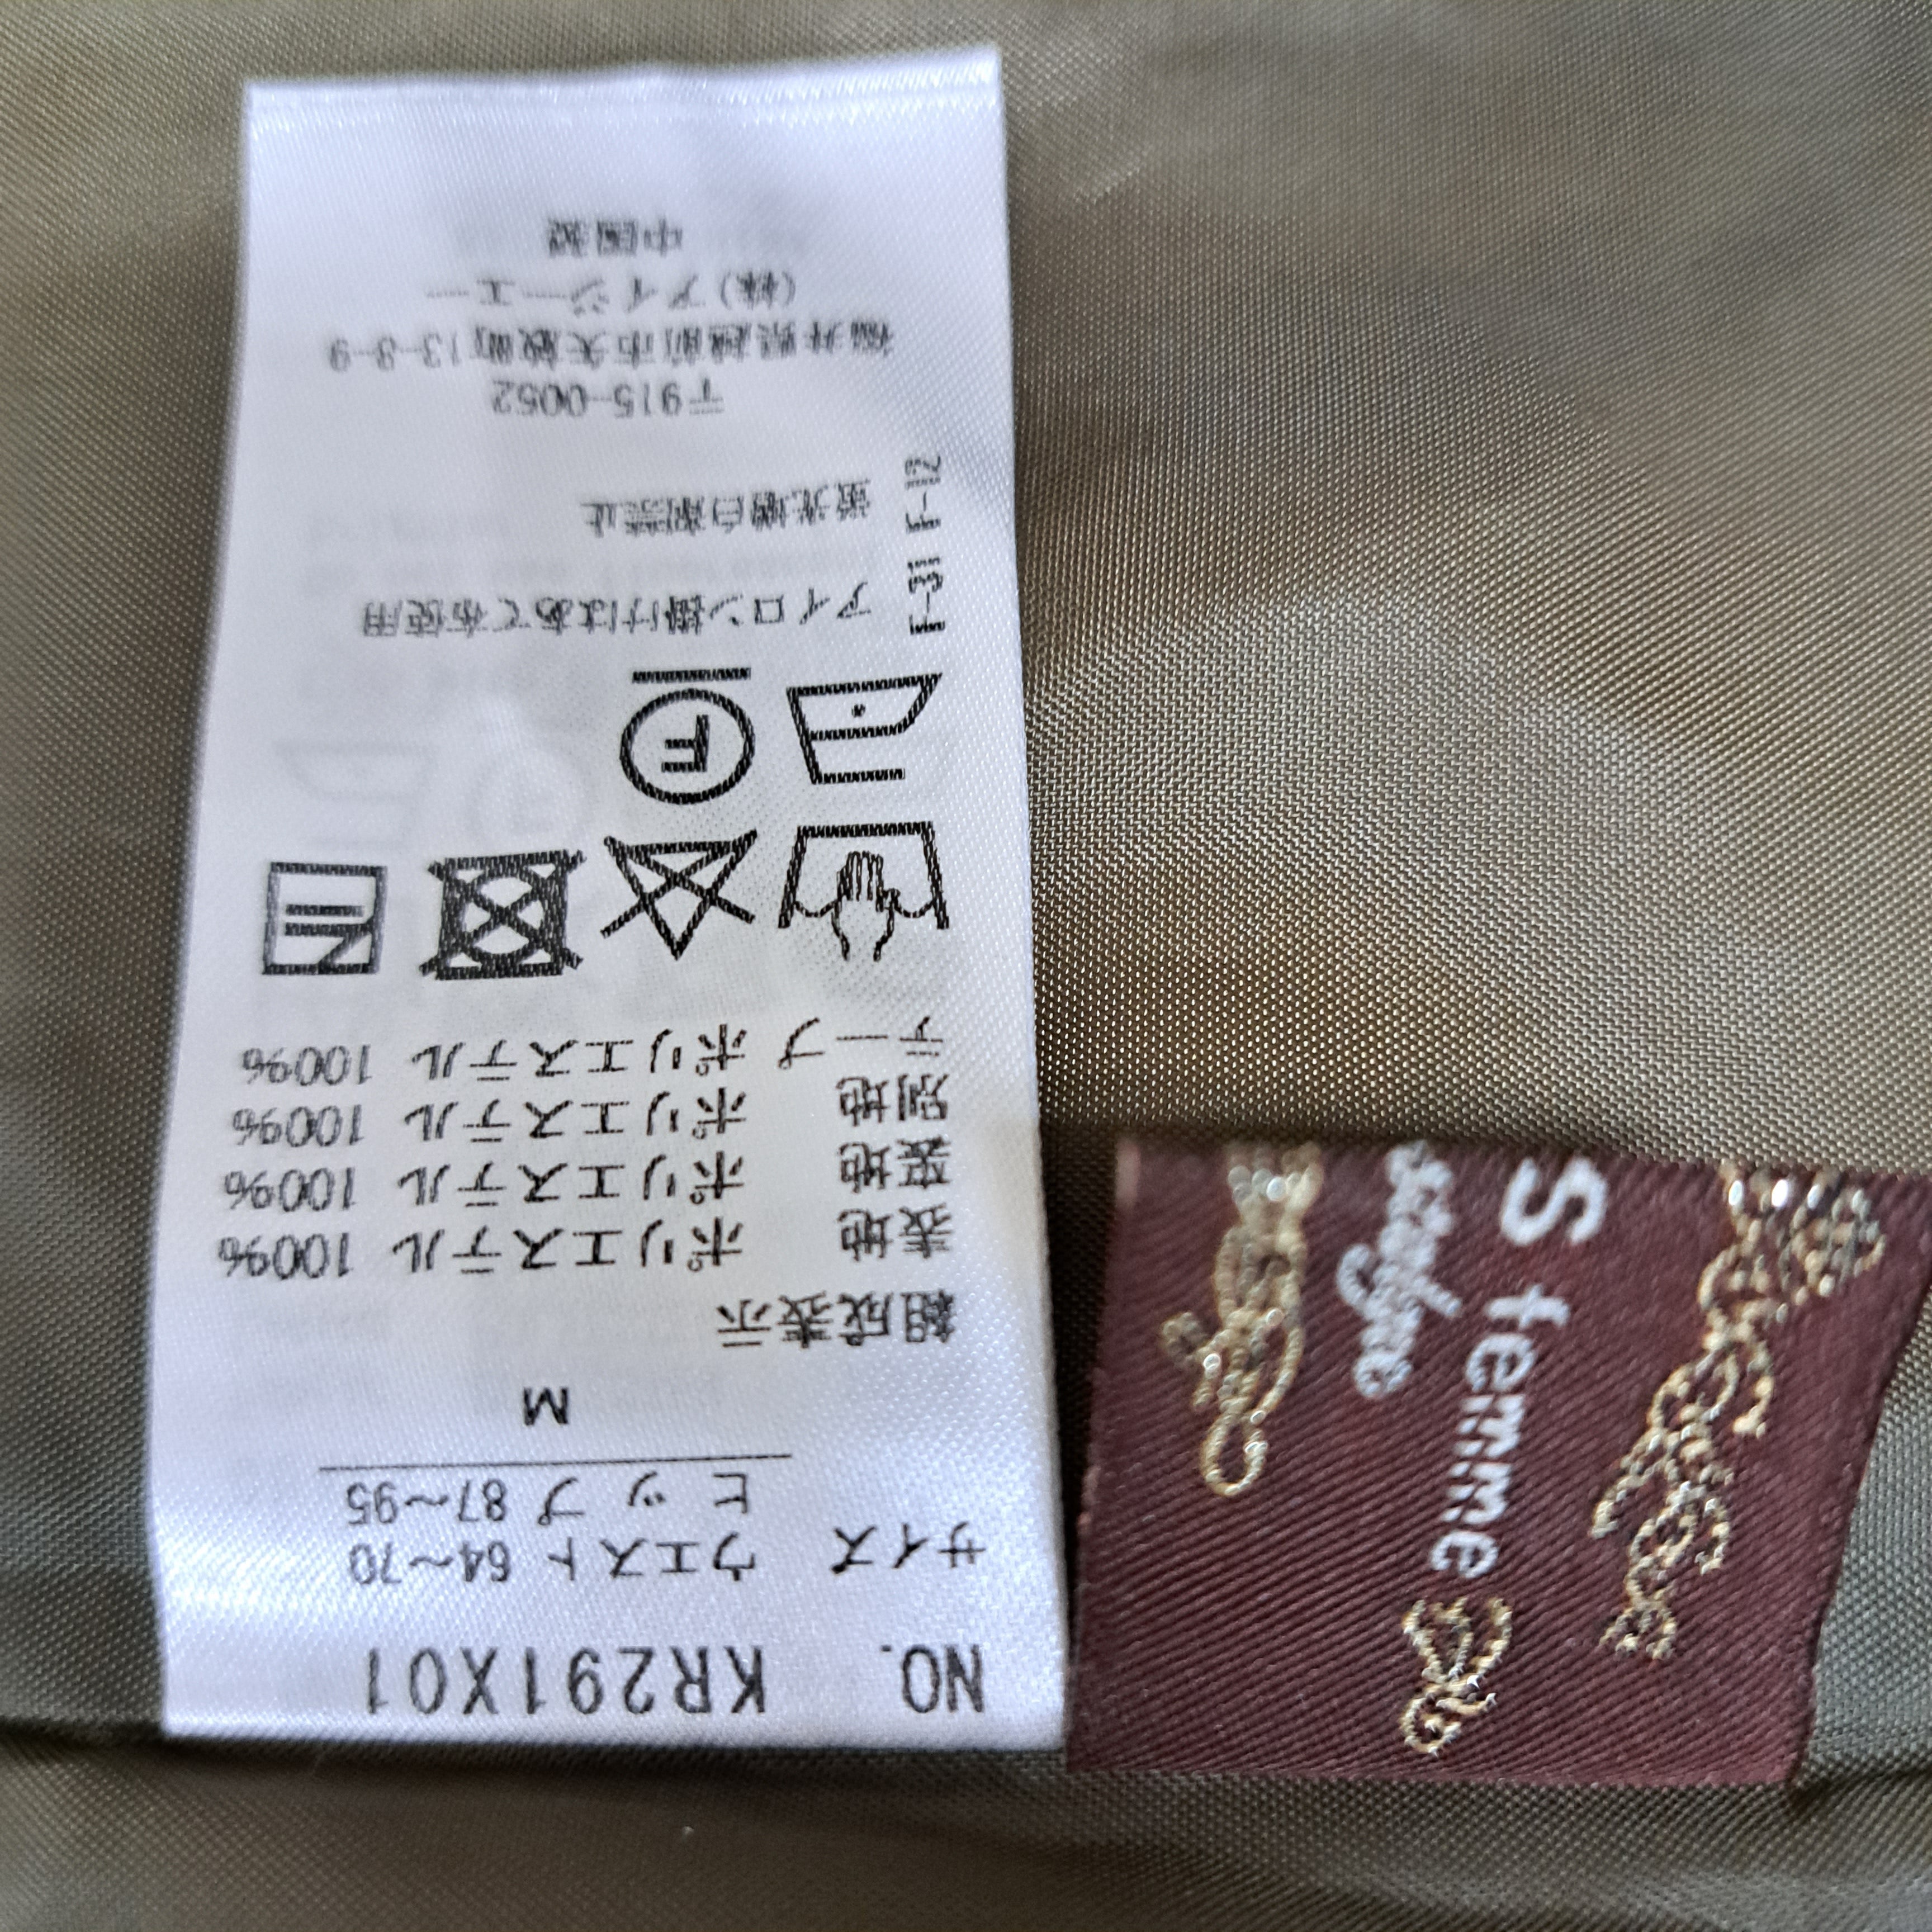 NO. KR291X01
サイズ ウエスト 64～70
ヒップ 87～95
M
組成表示
表地 ポリエステル 100%
裏地 ポリエステル 100%
別地 ポリエステル 100%
テープ ポリエステル 100%
F
アイロン掛けはあて布使用
蛍光増白剤禁止
F-31 F-112
〒915-0052
福井県越前市矢放町13-8-9
(株)アイジーエー
中国製
S femme